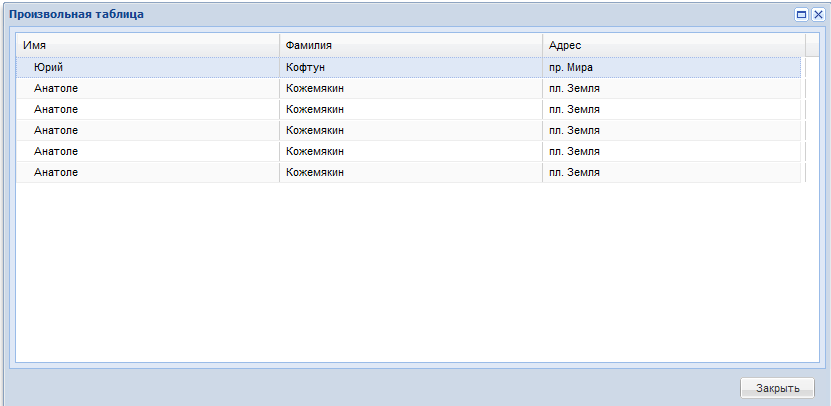 Произвольная таблица
Имя Фамилия Адрес
Юрий Кофтун пр. Мира
Анатоле Кожемякин пл. Земля
Анатоле Кожемякин пл. Земля
Анатоле Кожемякин пл. Земля
Анатоле Кожемякин пл. Земля
Анатоле Кожемякин пл. Земля
Закрыть